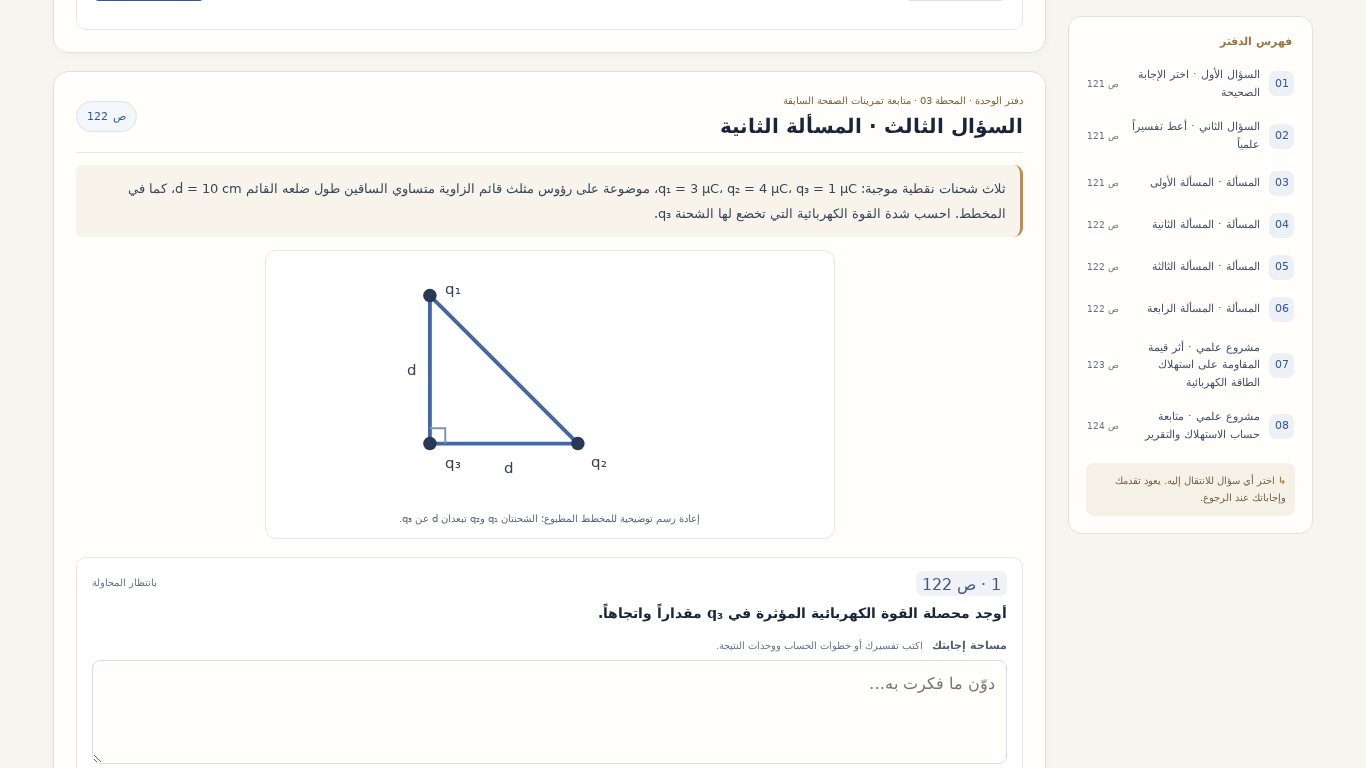 دفتر الوحدة · المحطة 03 · متابعة تمرينات الصفحة السابقة
السؤال الثالث · المسألة الثانية
ص 122
ثلاث شحنات نقطية موجبة: q₁ = 3 μC، q₂ = 4 μC، q₃ = 1 μC، موضوعة على رؤوس مثلث قائم الزاوية متساوي الساقين طول ضلعه القائم d = 10 cm، كما في
المخطط. احسب شدة القوة الكهربائية التي تخضع لها الشحنة q₃.
q₁
d
q₃
d
q₂
إعادة رسم توضيحية للمخطط المطبوع؛ الشحنتان q₁ وq₂ تبعدان d عن q₃.
1 · ص 122
بانتظار المحاولة
أوجد محصلة القوة الكهربائية المؤثرة في q₃ مقداراً واتجاهاً.
مساحة إجابتك اكتب تفسيرك أو خطوات الحساب ووحدات النتيجة.
دوّن ما فكرت به...
فهرس الدفتر
01 السؤال الأول · اختر الإجابة
الصحيحة
ص 121
02 السؤال الثاني · أعط تفسيراً
علمياً
ص 121
03 المسألة · المسألة الأولى ص 121
04 المسألة · المسألة الثانية ص 122
05 المسألة · المسألة الثالثة ص 122
06 المسألة · المسألة الرابعة ص 122
07 مشروع علمي · أثر قيمة
المقاومة على استهلاك
الطاقة الكهربائية
ص 123
08 مشروع علمي · متابعة
حساب الاستهلاك والتقرير
ص 124
↳ اختر أي سؤال للانتقال إليه. يعود تقدمك
وإجاباتك عند الرجوع.